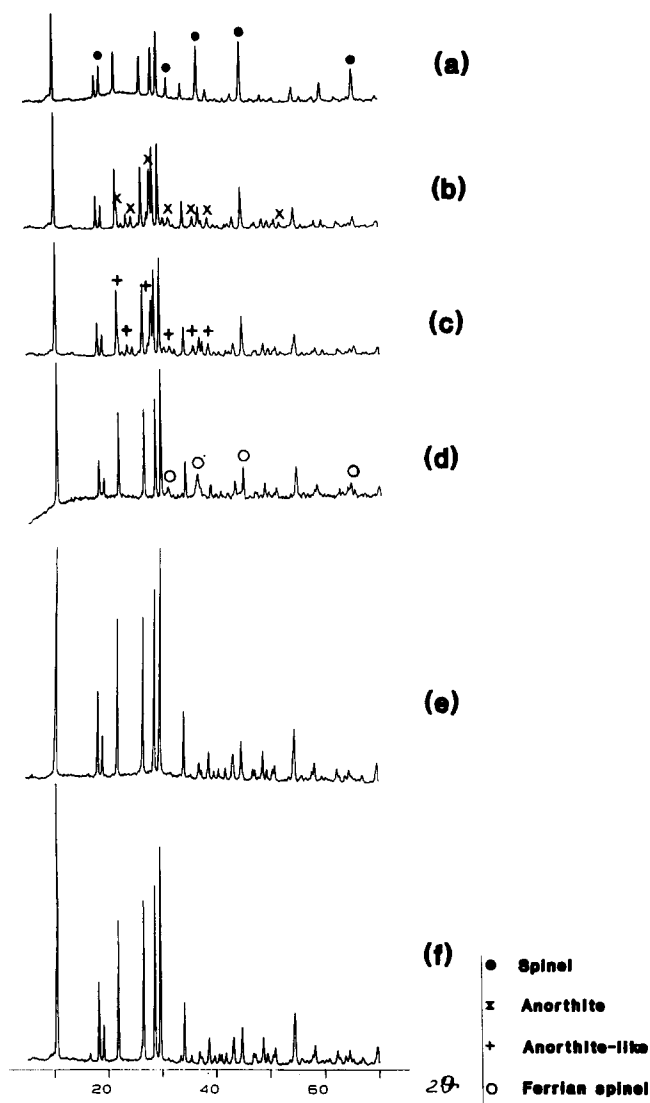 (a)
(b)
(c)
(d)
(e)
(f)
● Spinel
x Anorthite
+ Anorthite-like
○ Ferrian spinel
20 40 60 2θ